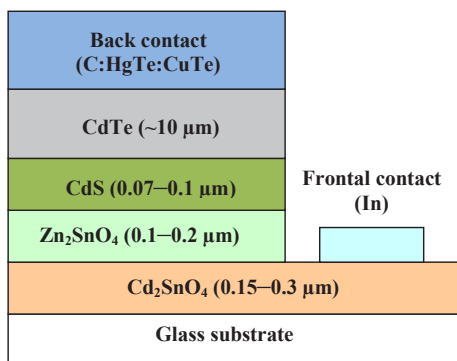 Back contact
(C:HgTe:CuTe)
CdTe (~10 µm)
CdS (0.07–0.1 µm)
Frontal contact
(In)
Zn₂SnO₄ (0.1–0.2 µm)
Cd₂SnO₄ (0.15–0.3 µm)
Glass substrate